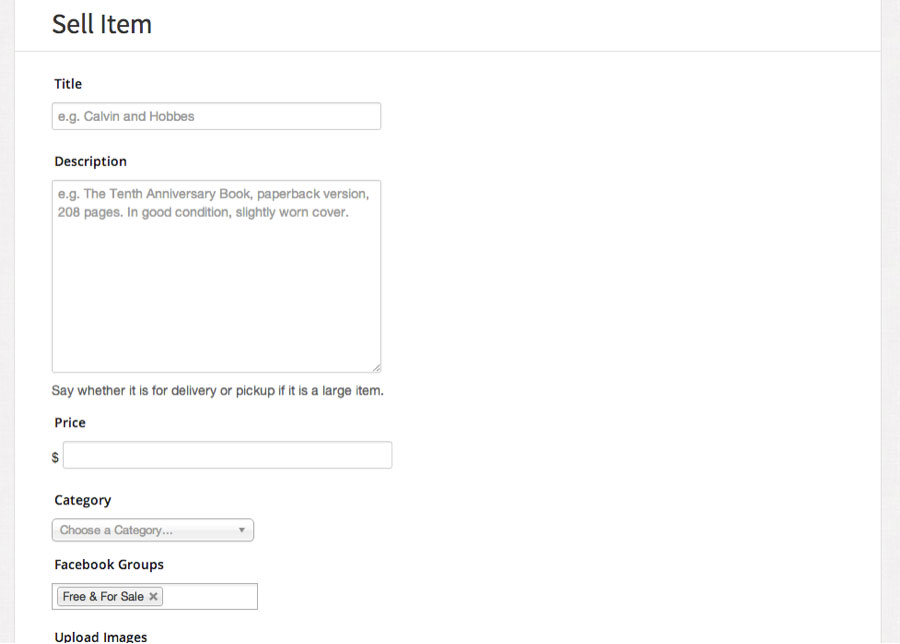 Sell Item
Title
e.g. Calvin and Hobbes
Description
e.g. The Tenth Anniversary Book, paperback version,
208 pages. In good condition, slightly worn cover.
Say whether it is for delivery or pickup if it is a large item.
Price
$
Category
Choose a Category...
Facebook Groups
Free & For Sale
Upload Images